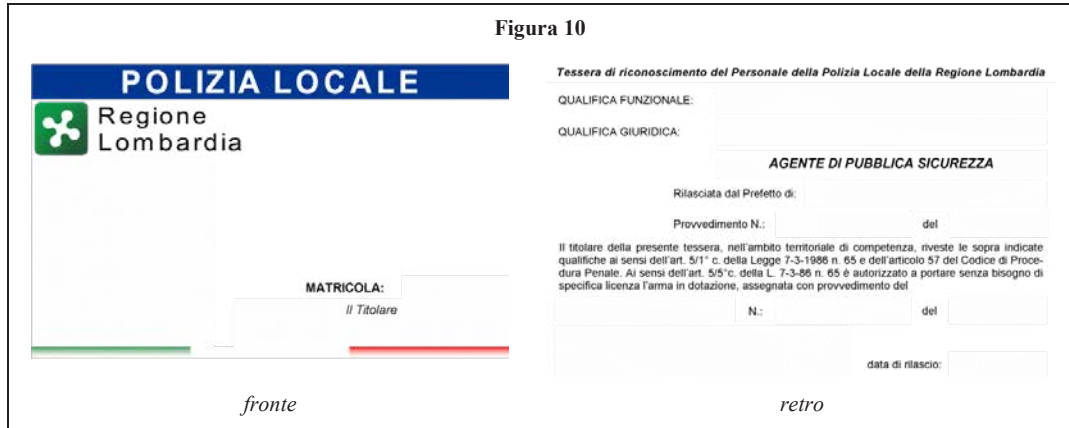 Figura 10
POLIZIA LOCALE
Regione
Lombardia
MATRICOLA:
Il Titolare
fronte
Tessera di riconoscimento del Personale della Polizia Locale della Regione Lombardia
QUALIFICA FUNZIONALE:
QUALIFICA GIURIDICA:
AGENTE DI PUBBLICA SICUREZZA
Rilasciata dal Prefetto di:
Provvedimento N.: del
Il titolare della presente tessera, nell'ambito territoriale di competenza, riveste le sopra indicate
qualifiche ai sensi dell'art. 5/1° c. della Legge 7-3-1986 n. 65 e dell'articolo 57 del Codice di Proce-
dura Penale. Ai sensi dell'art. 5/5°c. della L. 7-3-86 n. 65 è autorizzato a portare senza bisogno di
specifica licenza l'arma in dotazione, assegnata con provvedimento del
N.: del
data di rilascio:
retro